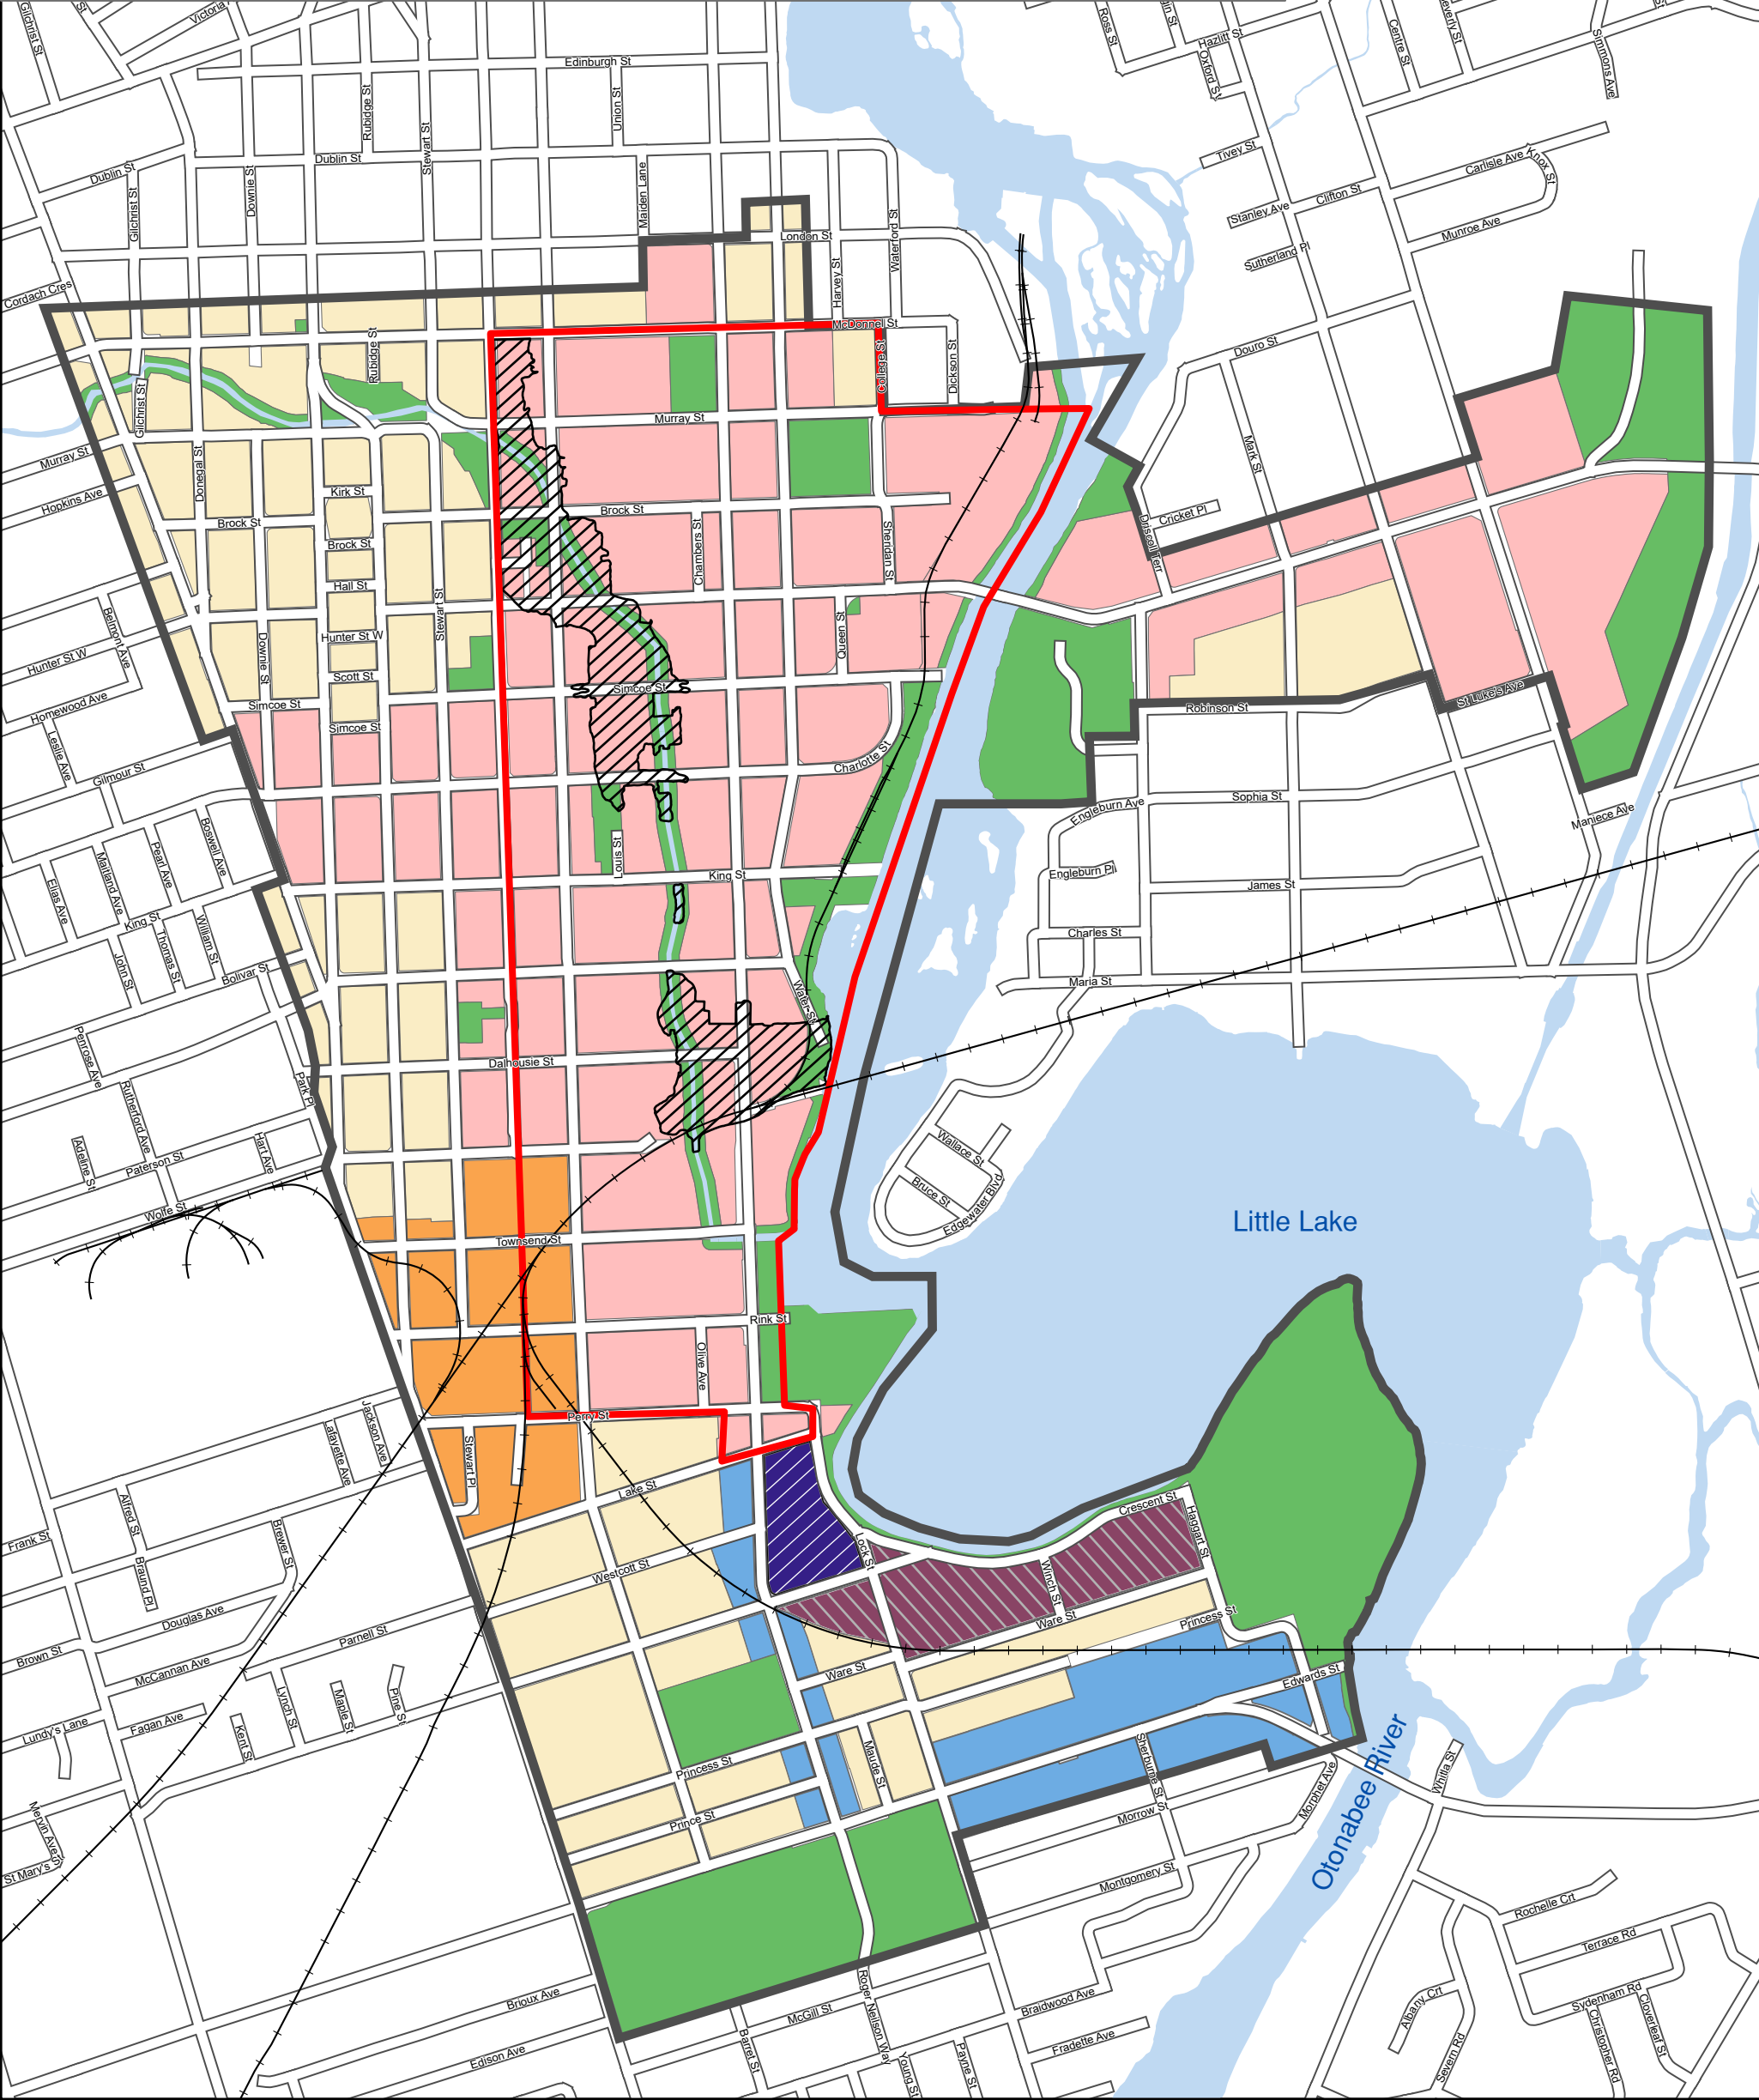 Gilchrist St
Victoria
Ross St
Hazlitt St
Oxford St
Centre St
Simmons Ave
Edinburgh St
Rubidge St
Union St
Stewart St
Dublin St
Dublin St
Downie St
Gilchrist St
Maiden Lane
Tivey St
Carlisle Ave
Knox St
Clifton St
Stanley Ave
Munroe Ave
Sutherland Pl
London St
Waterford St
Harvey St
Cordach Cres
McDonnel St
College St
Dickson St
Douro St
Rubidge St
Gilchrist St
Murray St
Murray St
Mark St
Donegal St
Hopkins Ave
Kirk St
Brock St
Brock St
Brock St
Chambers St
Sheridan St
Cricket Pl
Driscoll Terr
Hall St
Stewart St
Belmont Ave
Hunter St W
Hunter St W
Downie St
Queen St
Scott St
Simcoe St
Simcoe St
Simcoe St
Homewood Ave
St Luke's Ave
Robinson St
Leslie Ave
Gilmour St
Charlotte St
Sophia St
Engleburn Ave
Maniece Ave
Louis St
Boswell Ave
Pearl Ave
Maitland Ave
Elias Ave
King St
Engleburn Pl
James St
King St
William St
Thomas St
John St
Charles St
Bolivar St
Maria St
Water St
Penrose Ave
Dalhousie St
Park Pl
Rutherford Ave
Adeline St
Hart Ave
Paterson St
Wallace St
Bruce St
Edgewater Blvd
Wolfe St
Little Lake
Townsend St
Rink St
Olive Ave
Perry St
Jackson Ave
Lafayette Ave
Stewart Pl
Lake St
Crescent St
Haggart St
Alfred St
Frank St
Brewer St
Braund Pl
Lock St
Winch St
Westcott St
Douglas Ave
Ware St
Princess St
Parnell St
Brown St
McCannan Ave
Ware St
Edwards St
Lynch St
Maple St
Pine St
Lundy's Lane
Fagan Ave
Kent St
Maude St
Princess St
Sherburne St
Whitla St
Morphet Ave
Otonabee River
Prince St
Morrow St
Mervin Ave
St Mary's St
Montgomery St
Rochelle Crt
Terrace Rd
Roger Neilson Way
Brioux Ave
McGill St
Braidwood Ave
Albany Crt
Sydenham Rd
Cloverleaf St
Christopher Rd
Severn Rd
Fradette Ave
Edison Ave
Barret St
Young St
Payne St